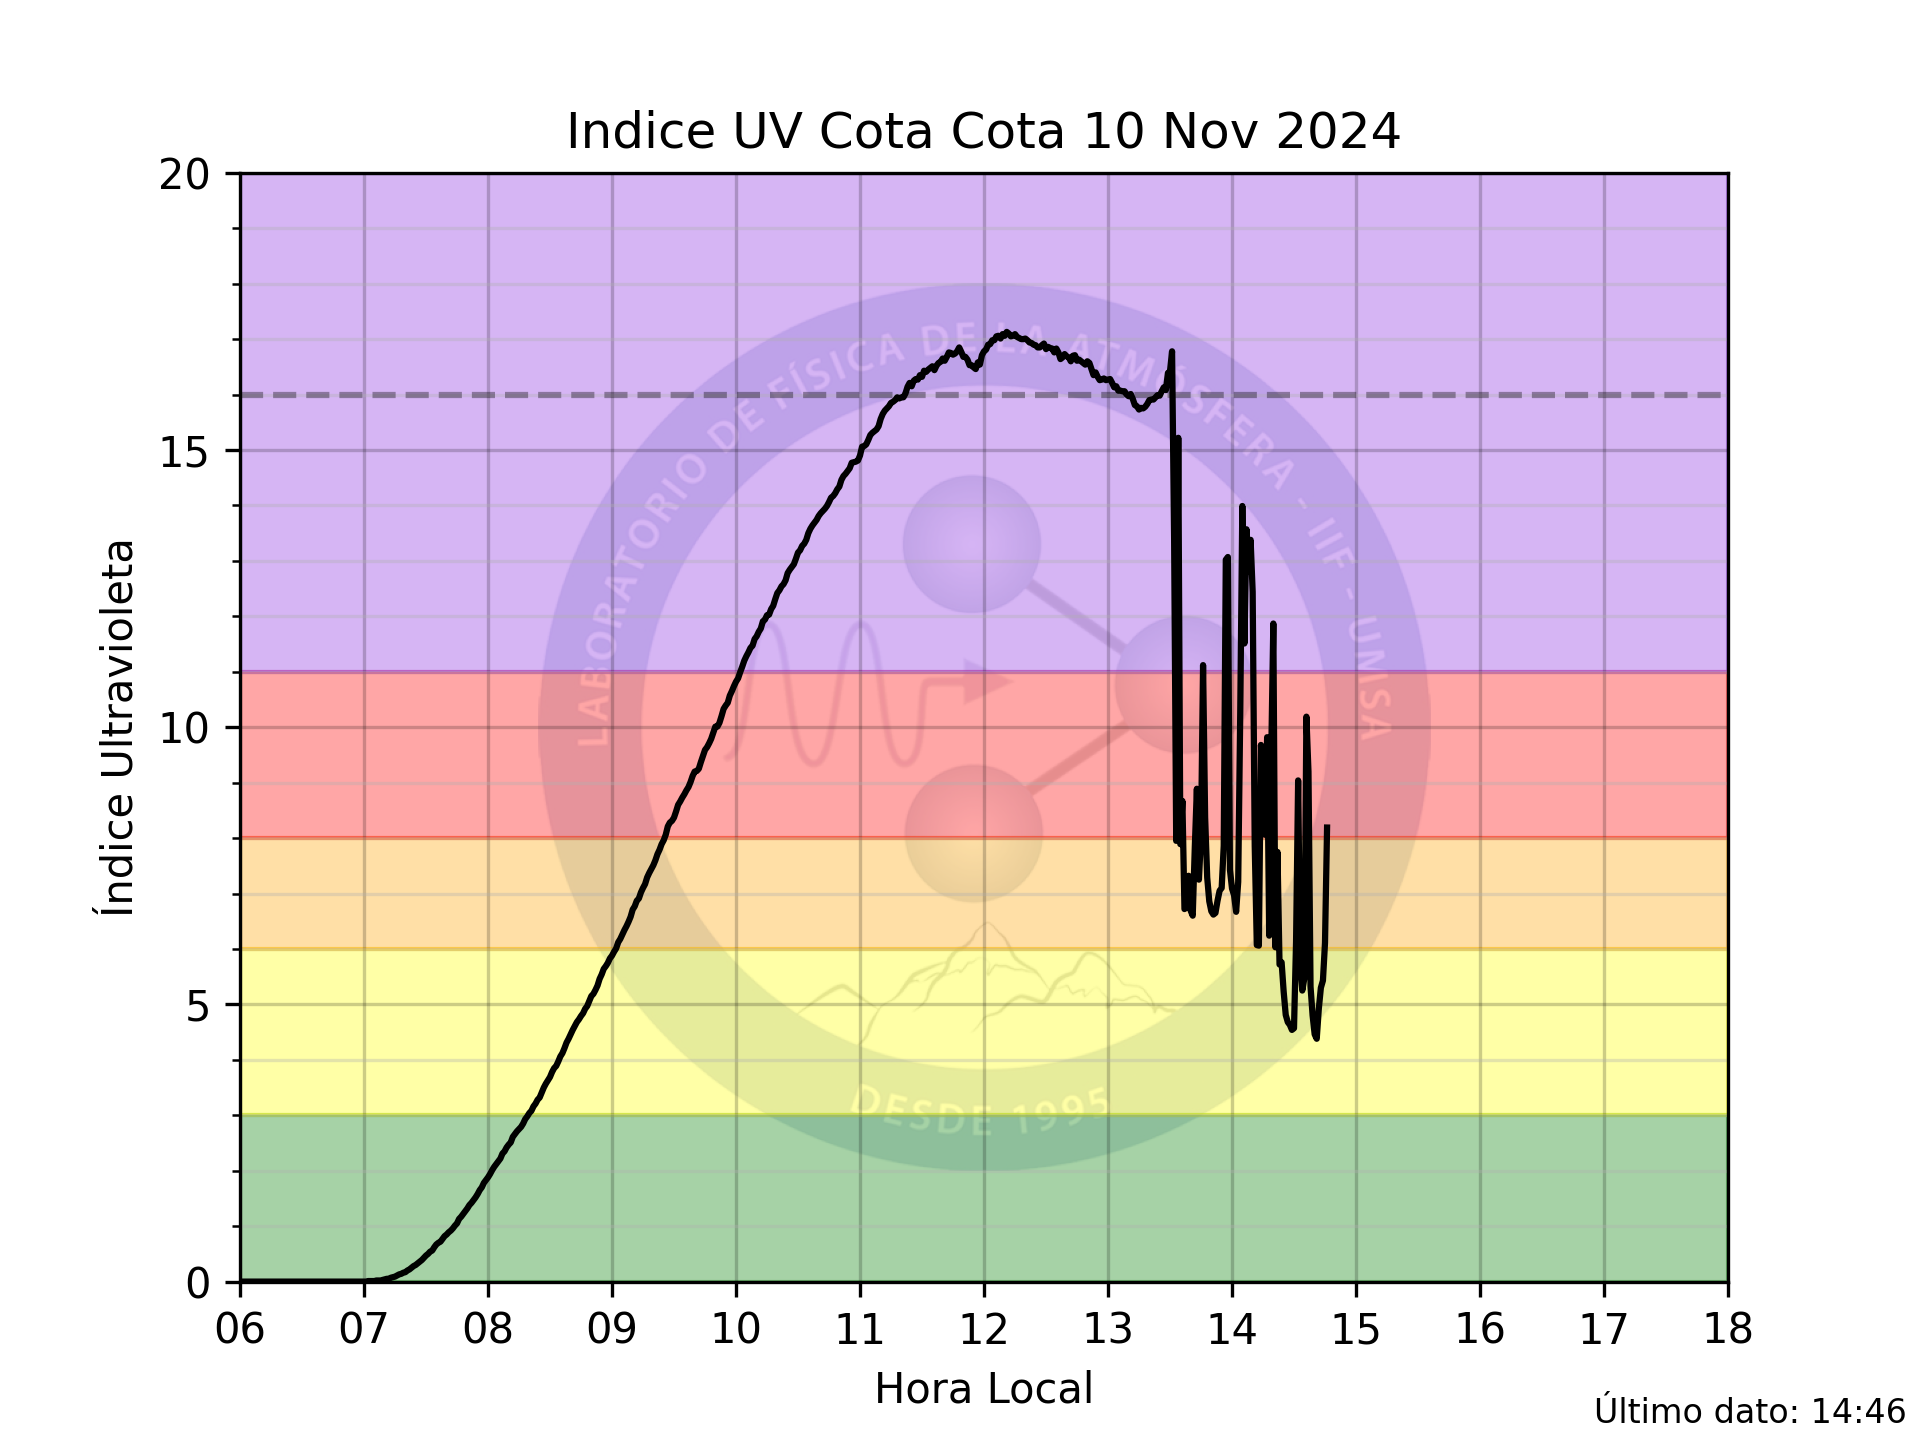 Indice UV Cota Cota 10 Nov 2024
20
15
10
5
0
Índice Ultravioleta
LABORATORIO DE FÍSICA DE LA ATMÓSFERA - IIF - UMSA
DESDE 1995
06 07 08 09 10 11 12 13 14 15 16 17 18
Hora Local
Último dato: 14:46